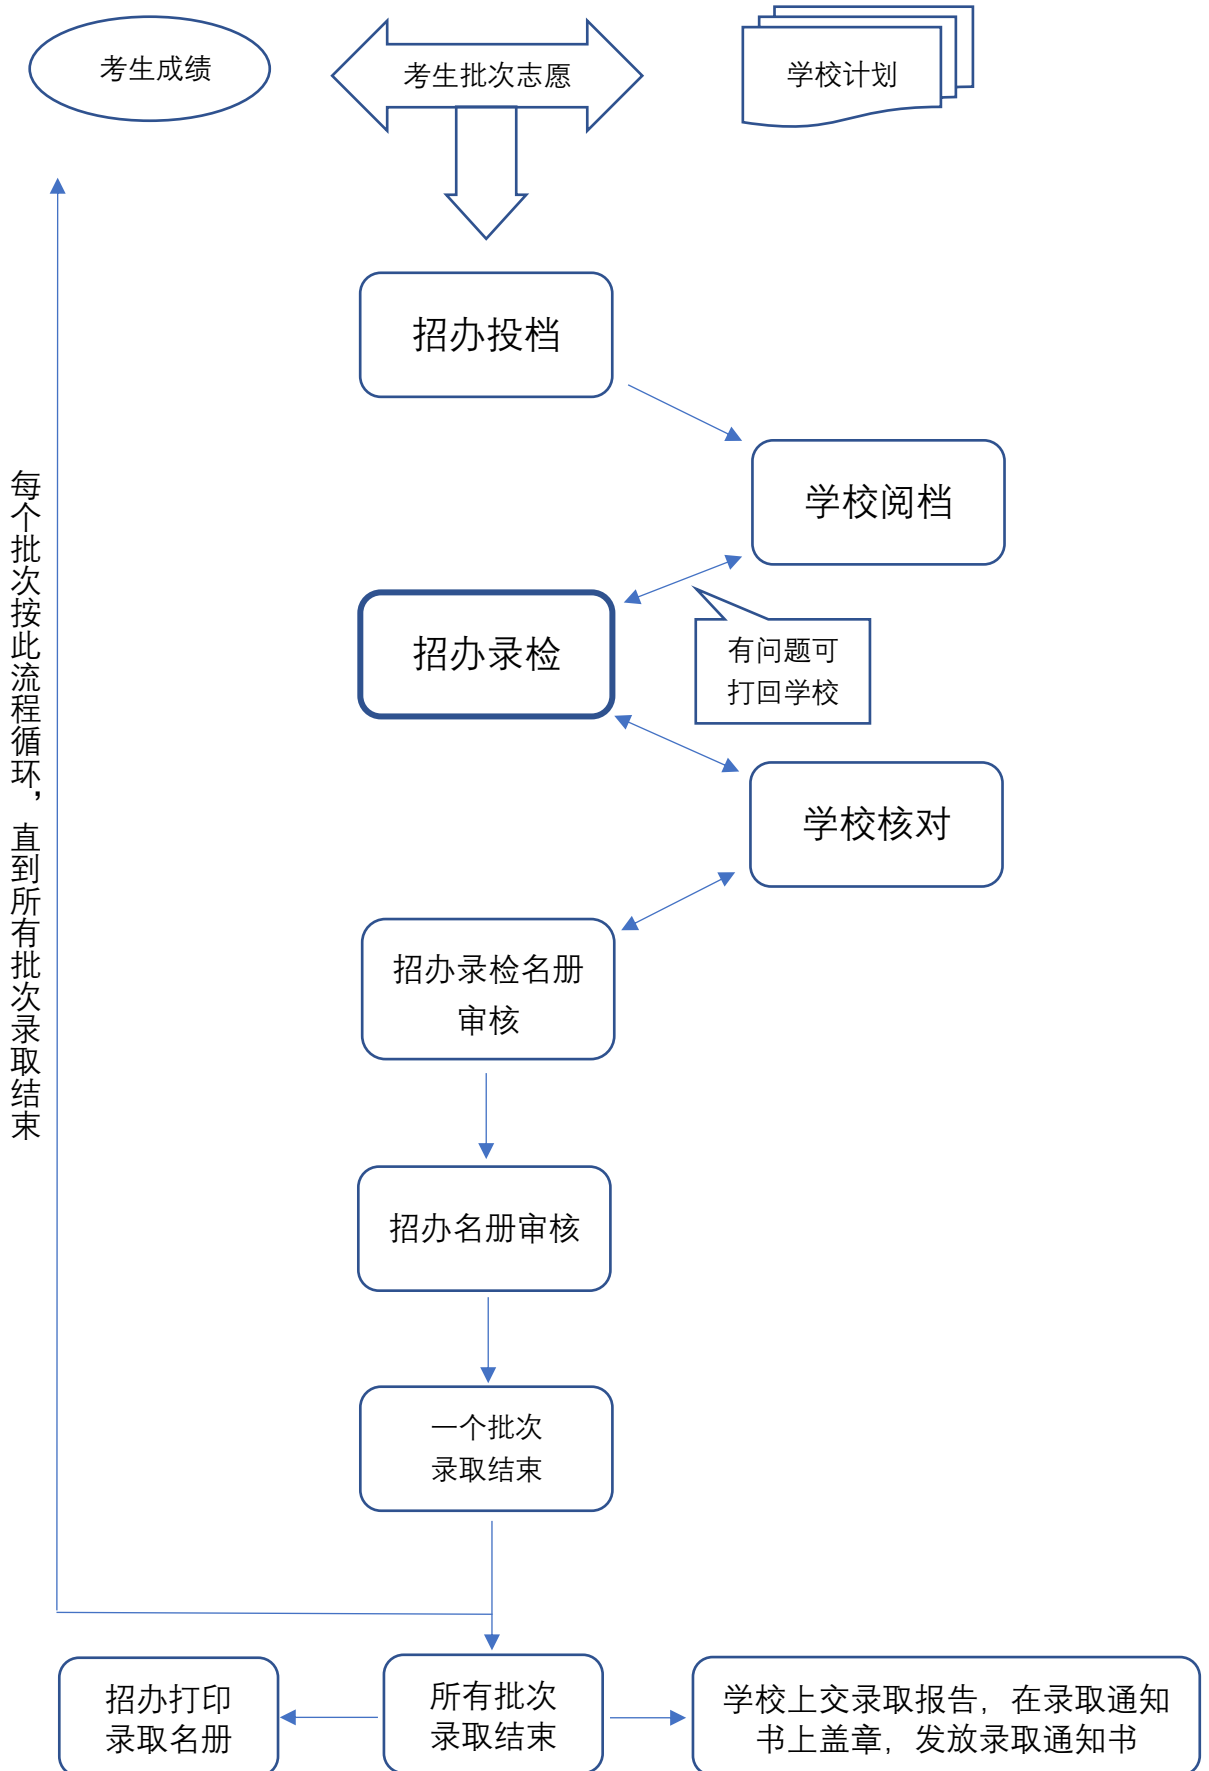 考生成绩
考生批次志愿
学校计划
招办投档
学校阅档
招办录检
有问题可
打回学校
学校核对
招办录检名册
审核
招办名册审核
一个批次
录取结束
每个批次按此流程循环，直到所有批次录取结束
招办打印
录取名册
所有批次
录取结束
学校上交录取报告，在录取通知
书上盖章，发放录取通知书